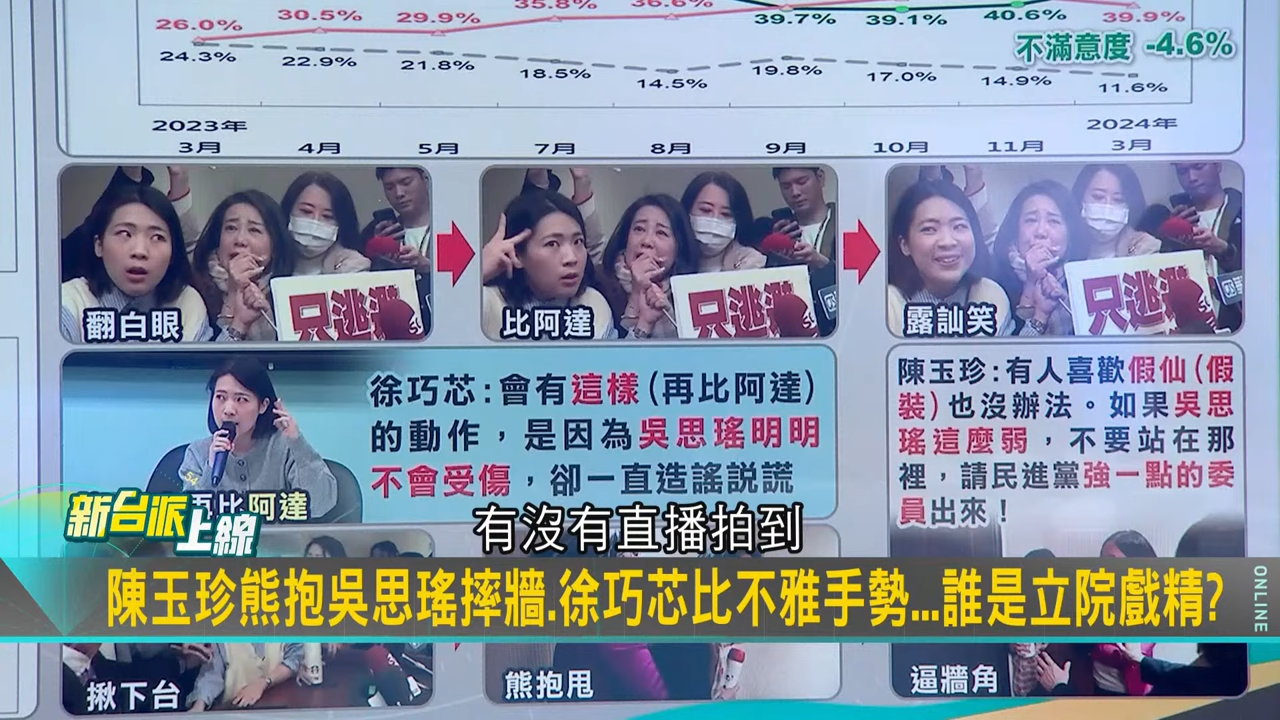 26.0%
30.5%
29.9%
35.8%
36.6%
39.7%
39.1%
40.6%
39.9%
不滿意度 -4.6%
24.3%
22.9%
21.8%
18.5%
14.5%
19.8%
17.0%
14.9%
11.6%
2023年
2024年
3月
4月
5月
7月
8月
9月
10月
11月
3月
只逃避
翻白眼
只逃避
比阿達
只逃避
露訕笑
再比阿達
徐巧芯:會有這樣(再比阿達)
的動作,是因為吳思瑤明明
不會受傷,卻一直造謠說謊
陳玉珍:有人喜歡假仙(假
裝)也沒辦法。如果吳思
瑤這麼弱,不要站在那
裡,請民進黨強一點的委
員出來!
新台派
上線
有沒有直播拍到
陳玉珍熊抱吳思瑤摔牆.徐巧芯比不雅手勢...誰是立院戲精?
ONLINE
揪下台
熊抱甩
逼牆角